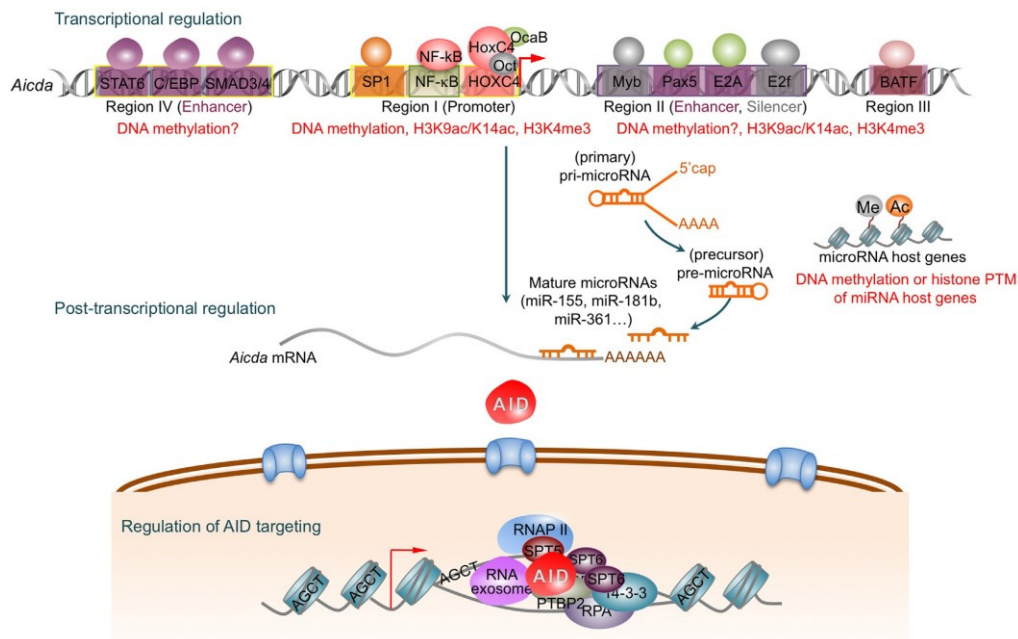 Transcriptional regulation
OcaB
HoxC4
NF-kB
Oct
Aicda
STAT6 C/EBP SMAD3/4
SP1 NF-κB HOXC4
Myb Pax5 E2A E2f
BATF
Region IV (Enhancer)
Region I (Promoter)
Region II (Enhancer, Silencer)
Region III
DNA methylation?
DNA methylation, H3K9ac/K14ac, H3K4me3
DNA methylation?, H3K9ac/K14ac, H3K4me3
(primary)
pri-microRNA
5'cap
AAAA
Me Ac
microRNA host genes
DNA methylation or histone PTM
of miRNA host genes
(precursor)
pre-microRNA
Mature microRNAs
(miR-155, miR-181b,
miR-361…)
Post-transcriptional regulation
Aicda mRNA
AAAAAA
AID
Regulation of AID targeting
RNAP II
SPT5
SPT6
AGCT
AGCT
AGCT
RNA
exosome
AID
SPT6
14-3-3
AGCT
PTBP2
RPA